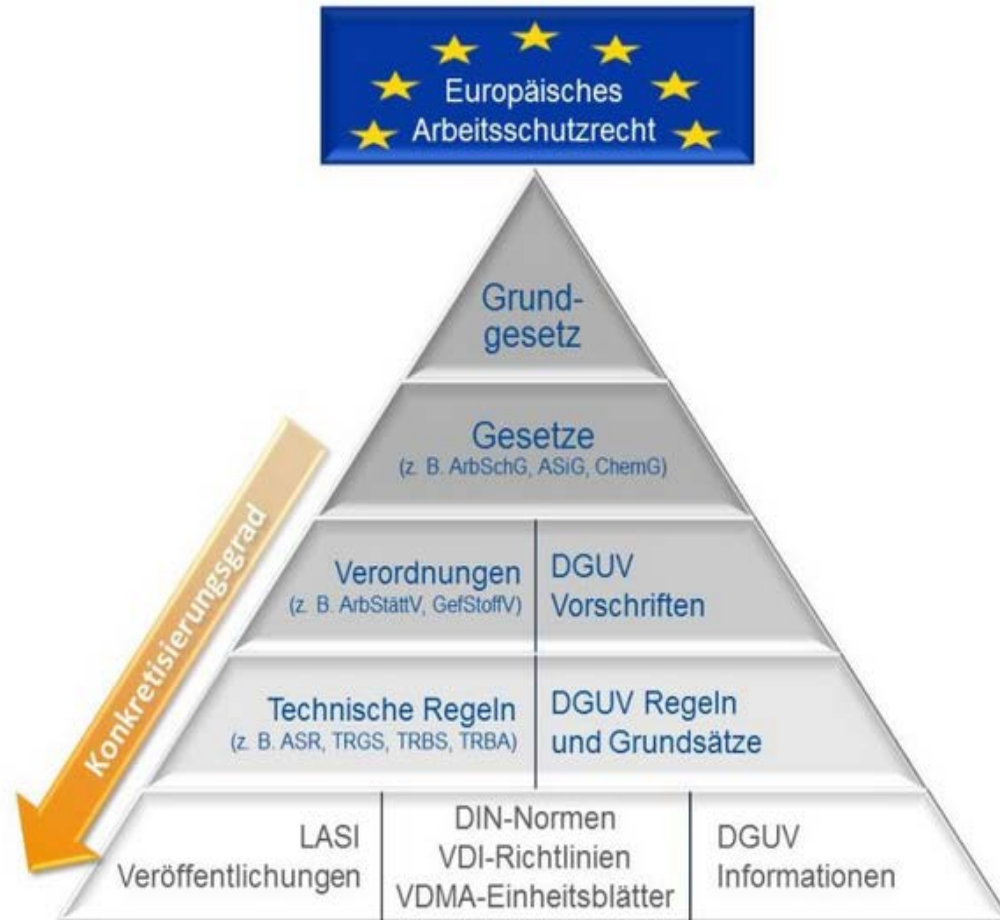 Europäisches
Arbeitsschutzrecht
Grund-
gesetz
Gesetze
(z. B. ArbSchG, ASiG, ChemG)
Konkretisierungsgrad
Verordnungen
(z. B. ArbStättV, GefStoffV)
DGUV
Vorschriften
Technische Regeln
(z. B. ASR, TRGS, TRBS, TRBA)
DGUV Regeln
und Grundsätze
LASI
Veröffentlichungen
DIN-Normen
VDI-Richtlinien
VDMA-Einheitsblätter
DGUV
Informationen